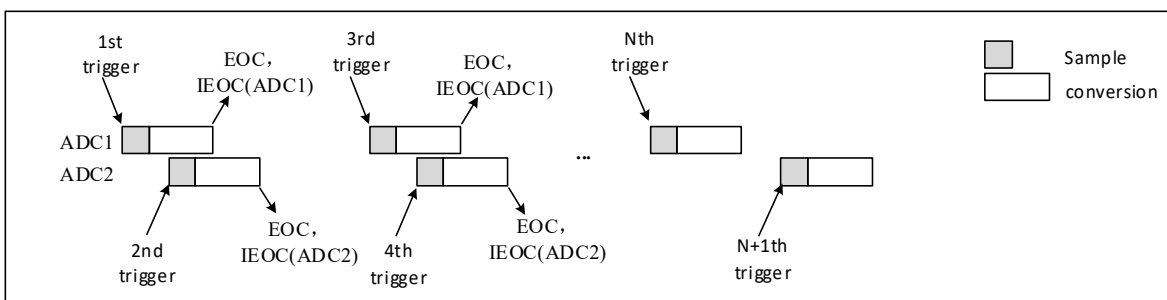 1st
trigger
EOC，
IEOC(ADC1)
3rd
trigger
EOC，
IEOC(ADC1)
Nth
trigger
Sample
conversion
ADC1
ADC2
...
2nd
trigger
EOC，
IEOC(ADC2)
4th
trigger
EOC，
IEOC(ADC2)
N+1th
trigger